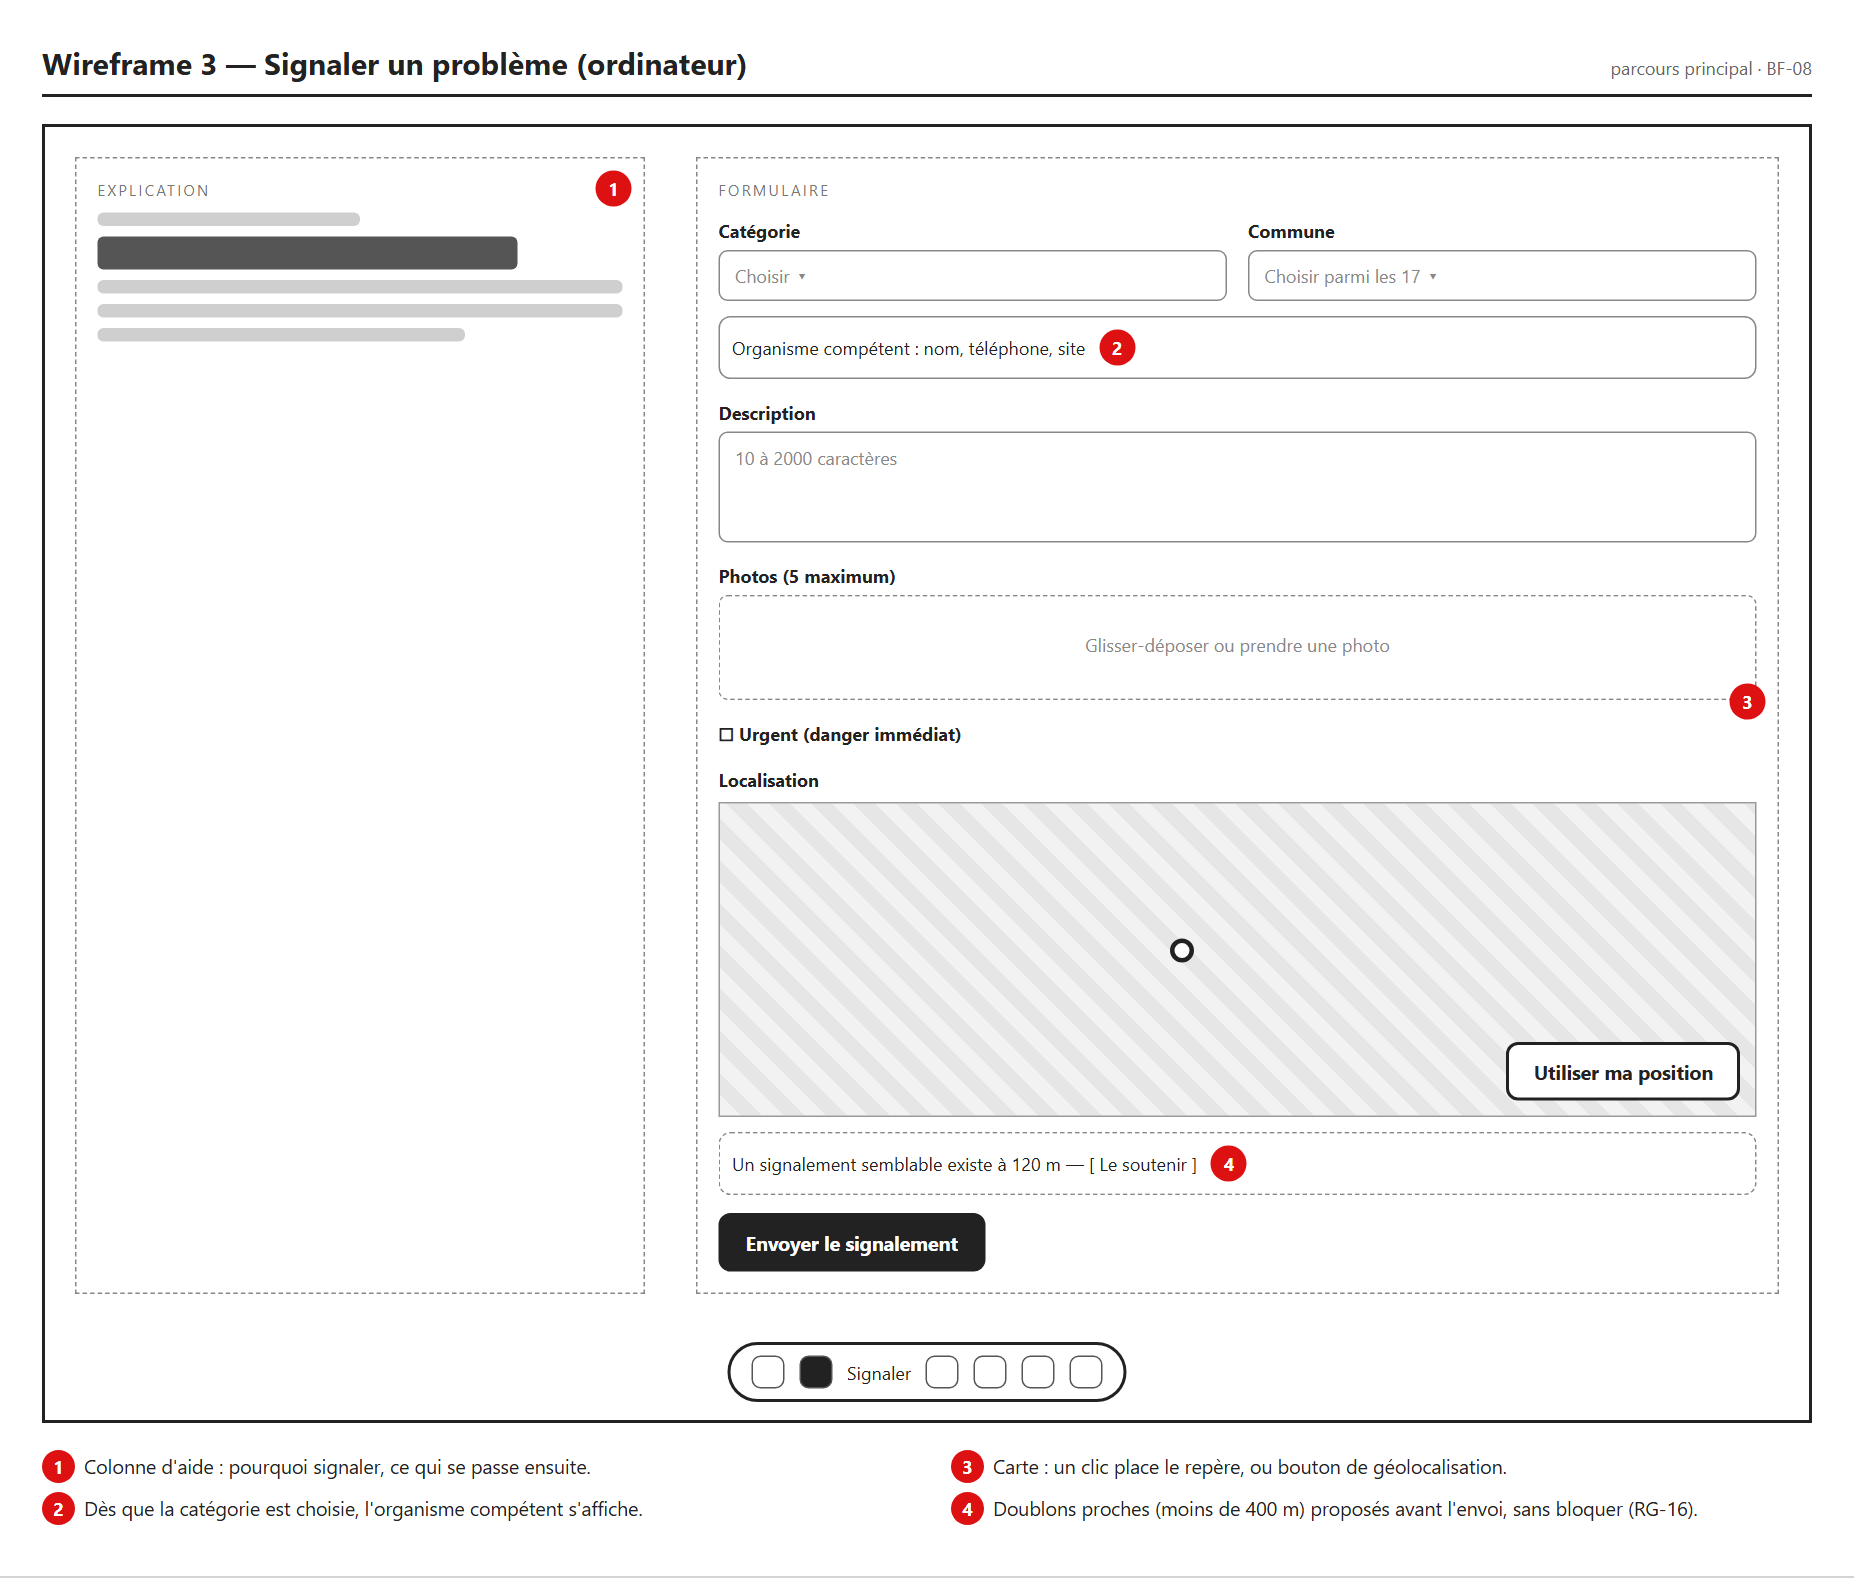 Wireframe 3 — Signaler un problème (ordinateur)
parcours principal · BF-08
EXPLICATION
1
FORMULAIRE
Catégorie
Commune
Choisir ▾
Choisir parmi les 17 ▾
Organisme compétent : nom, téléphone, site
2
Description
10 à 2000 caractères
Photos (5 maximum)
Glisser-déposer ou prendre une photo
3
☐ Urgent (danger immédiat)
Localisation
Utiliser ma position
Un signalement semblable existe à 120 m — [ Le soutenir ]
4
Envoyer le signalement
Signaler
1 Colonne d'aide : pourquoi signaler, ce qui se passe ensuite.
2 Dès que la catégorie est choisie, l'organisme compétent s'affiche.
3 Carte : un clic place le repère, ou bouton de géolocalisation.
4 Doublons proches (moins de 400 m) proposés avant l'envoi, sans bloquer (RG-16).